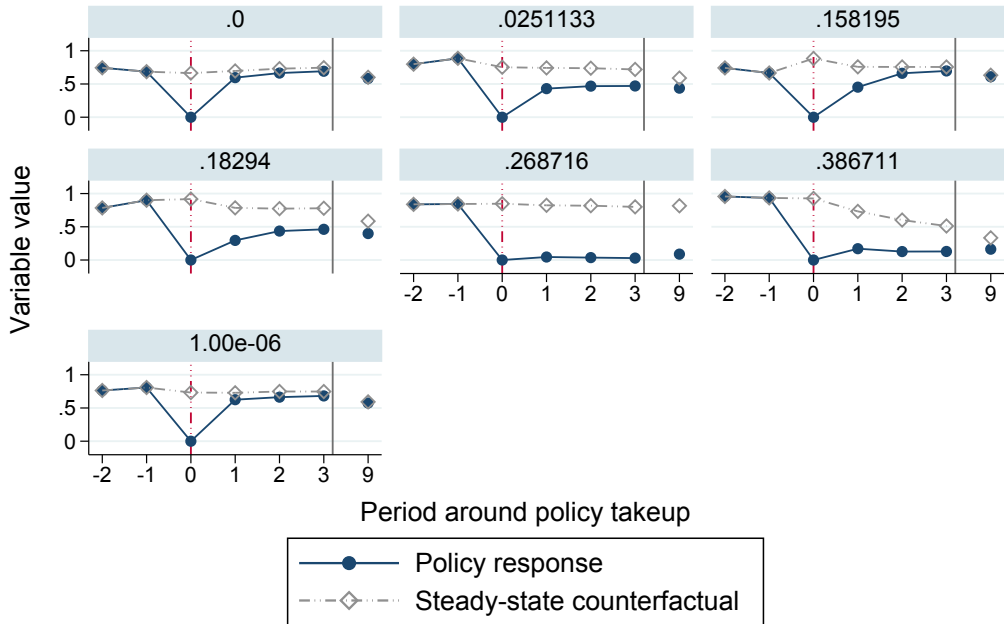 .0
.0251133
.158195
1
.5
0
.18294
.268716
.386711
1
.5
0
-2 -1 0 1 2 3 9
-2 -1 0 1 2 3 9
1.00e-06
1
.5
0
-2 -1 0 1 2 3 9
Variable value
Period around policy takeup
Policy response
Steady-state counterfactual